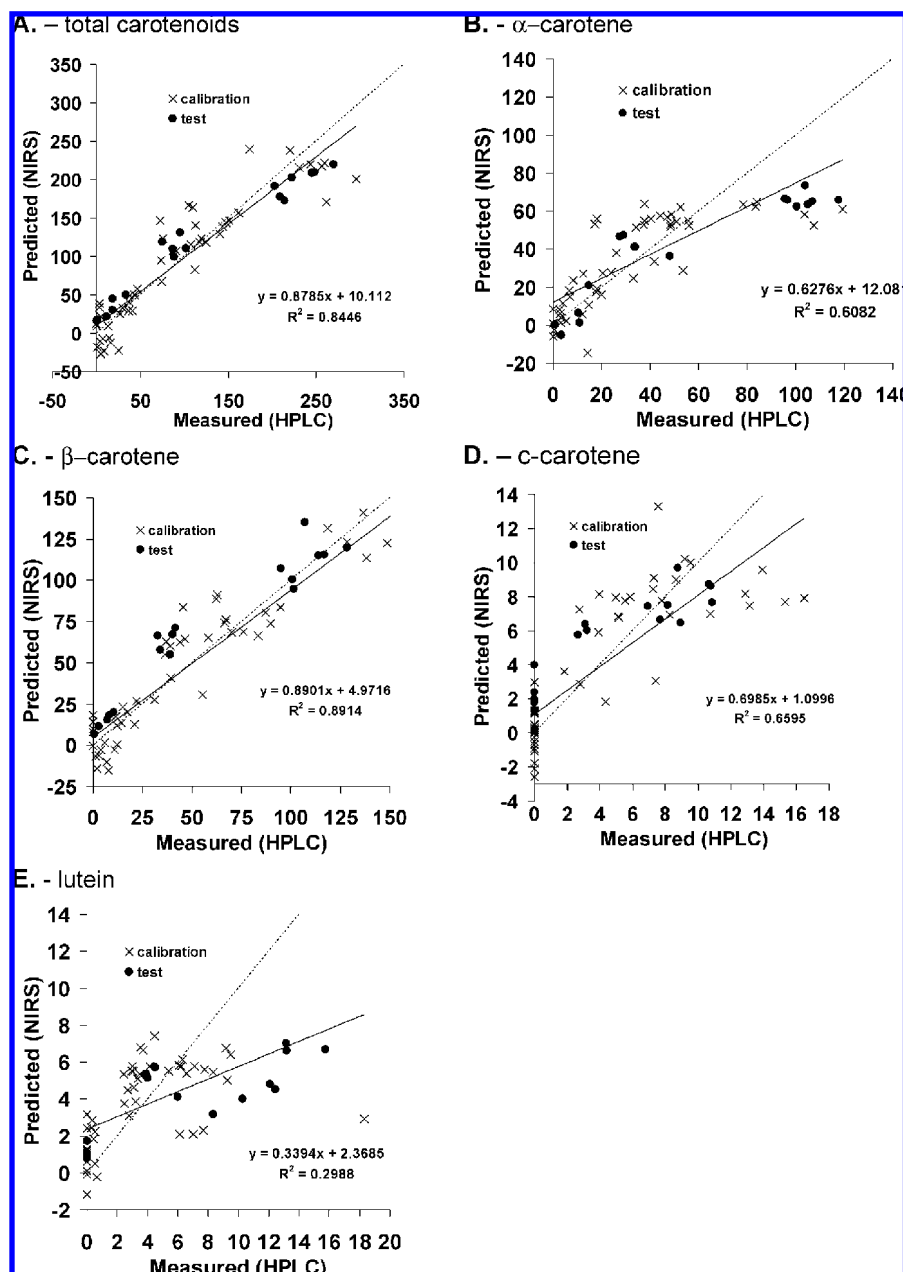 A. – total carotenoids
350
300
250
200
150
100
50
0
-50
Predicted (NIRS)
× calibration
● test
y = 0.8785x + 10.112
R² = 0.8446
-50
50
150
250
350
Measured (HPLC)
B. - α–carotene
140
120
100
80
60
40
20
0
-20
Predicted (NIRS)
× calibration
● test
y = 0.6276x + 12.081
R² = 0.6082
0
20
40
60
80
100
120
140
Measured (HPLC)
C. - β–carotene
150
125
100
75
50
25
0
-25
Predicted (NIRS)
× calibration
● test
y = 0.8901x + 4.9716
R² = 0.8914
0
25
50
75
100
125
150
Measured (HPLC)
D. – c-carotene
14
12
10
8
6
4
2
0
-2
-4
Predicted (NIRS)
× calibration
● test
y = 0.6985x + 1.0996
R² = 0.6595
0
2
4
6
8
10
12
14
16
18
Measured (HPLC)
E. - lutein
14
12
10
8
6
4
2
0
-2
Predicted (NIRS)
× calibration
● test
y = 0.3394x + 2.3685
R² = 0.2988
0
2
4
6
8
10
12
14
16
18
20
Measured (HPLC)